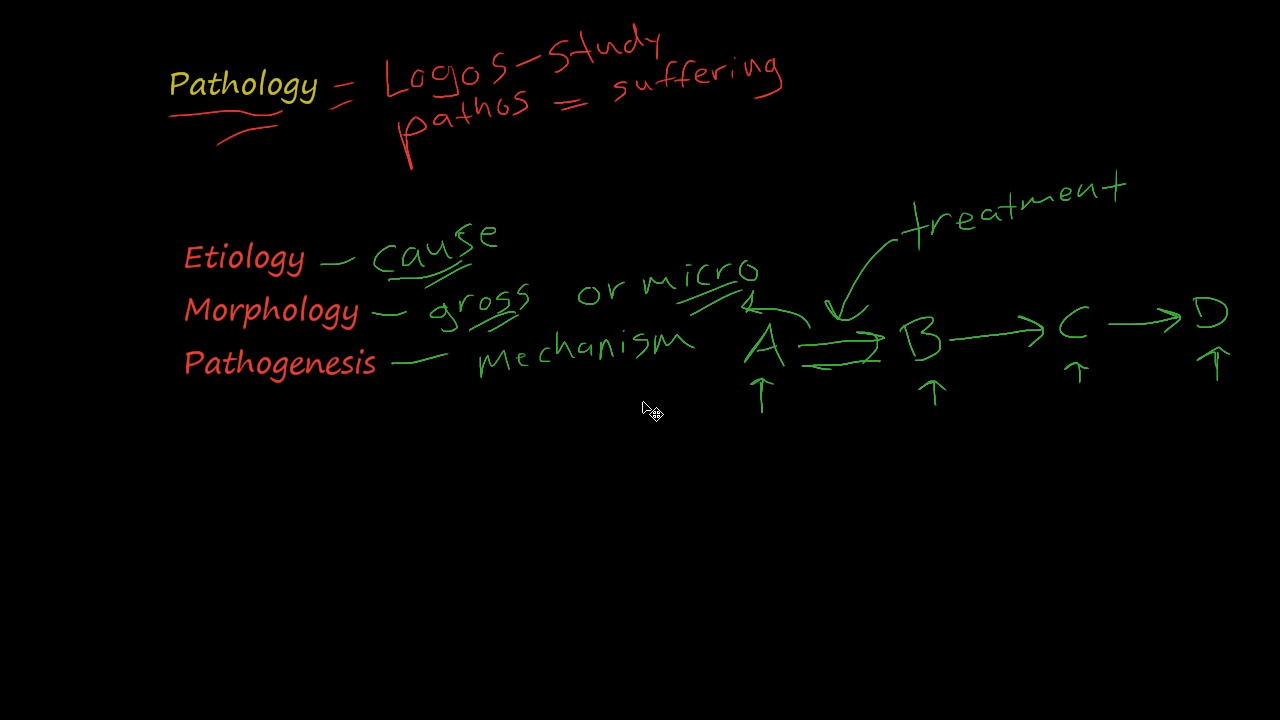 Pathology = Logos - Study
pathos = suffering
treatment
Etiology - cause
Morphology - gross or micro
Pathogenesis - mechanism
A → B → C → D